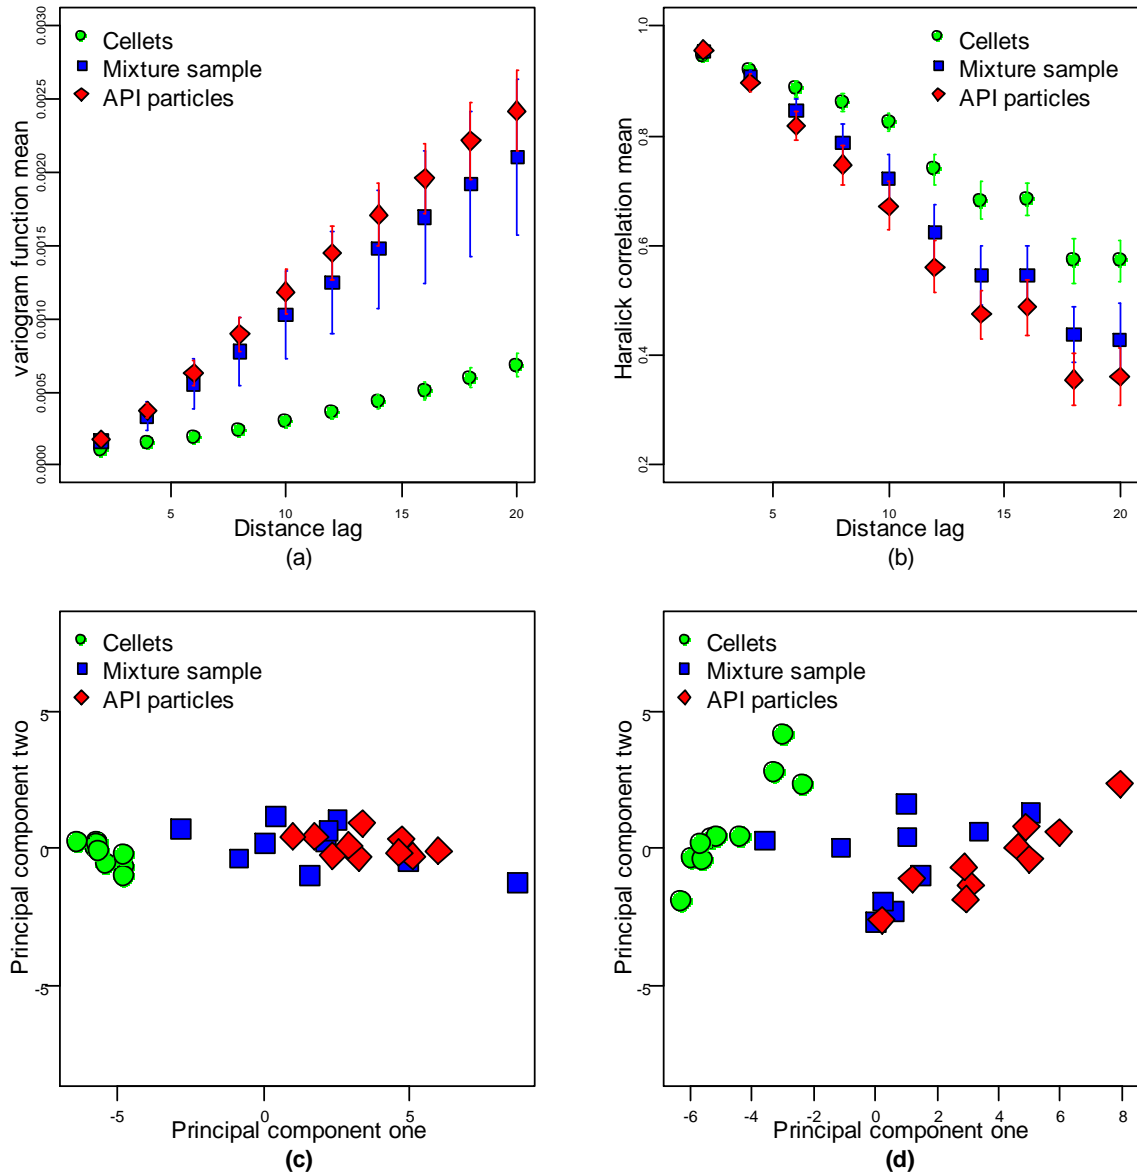 0.0000 0.0005 0.0010 0.0015 0.0020 0.0025 0.0030
variogram function mean
Cellets
Mixture sample
API particles
5 10 15 20
Distance lag
(a)
0.2 0.4 0.6 0.8 1.0
Haralick correlation mean
Cellets
Mixture sample
API particles
5 10 15 20
Distance lag
(b)
-5 0 5
Principal component two
Cellets
Mixture sample
API particles
-5 0 5
Principal component one
(c)
-5 0 5
Principal component two
Cellets
Mixture sample
API particles
-6 -4 -2 0 2 4 6 8
Principal component one
(d)